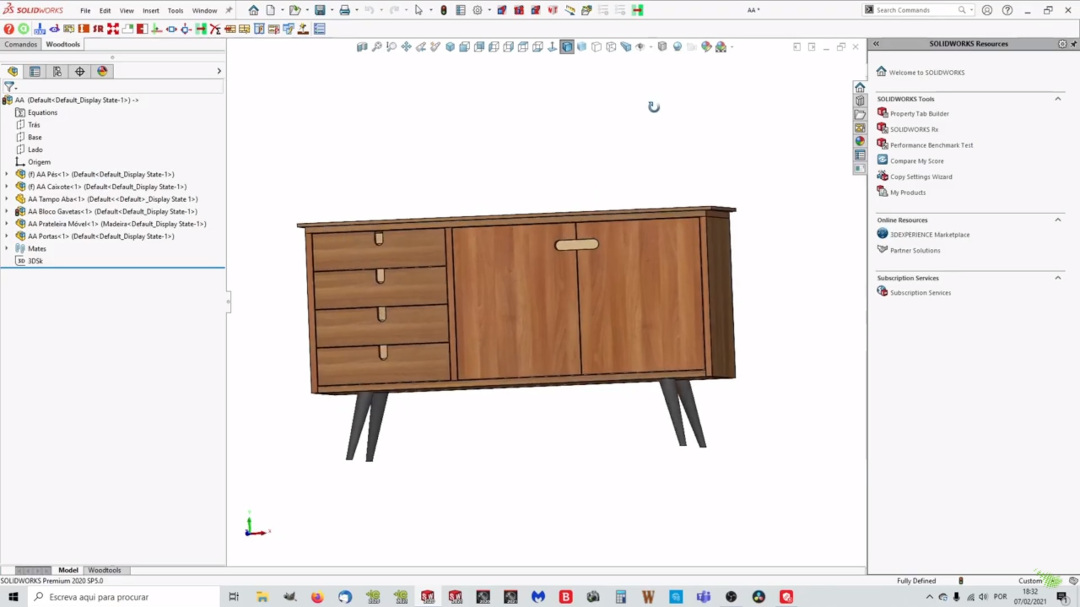 SOLIDWORKS File Edit View Insert Tools Window AA * Search Commands
Comandos Woodtools
SOLIDWORKS Resources
AA (Default<Default_Display State-1>) ->
Equations
Trás
Base
Lado
Origem
(f) AA Pés<1> (Default<Default_Display State-1>)
(f) AA Caixote<1> (Default<Default_Display State-1>)
AA Tampo Aba<1> (Default<<Default>_Display State 1>)
AA Bloco Gavetas<1> (Default<Default_Display State-1>)
AA Prateleira Móvel<1> (Madeira<Default_Display State-1>)
AA Portas<1> (Default<Default_Display State-1>)
Mates
3DSk
Welcome to SOLIDWORKS
SOLIDWORKS Tools
Property Tab Builder
SOLIDWORKS Rx
Performance Benchmark Test
Compare My Score
Copy Settings Wizard
My Products
Online Resources
3DEXPERIENCE Marketplace
Partner Solutions
Subscription Services
Subscription Services
Model Woodtools
SOLIDWORKS Premium 2020 SP5.0 Fully Defined Custom
Escreva aqui para procurar POR 18:32
07/02/2021